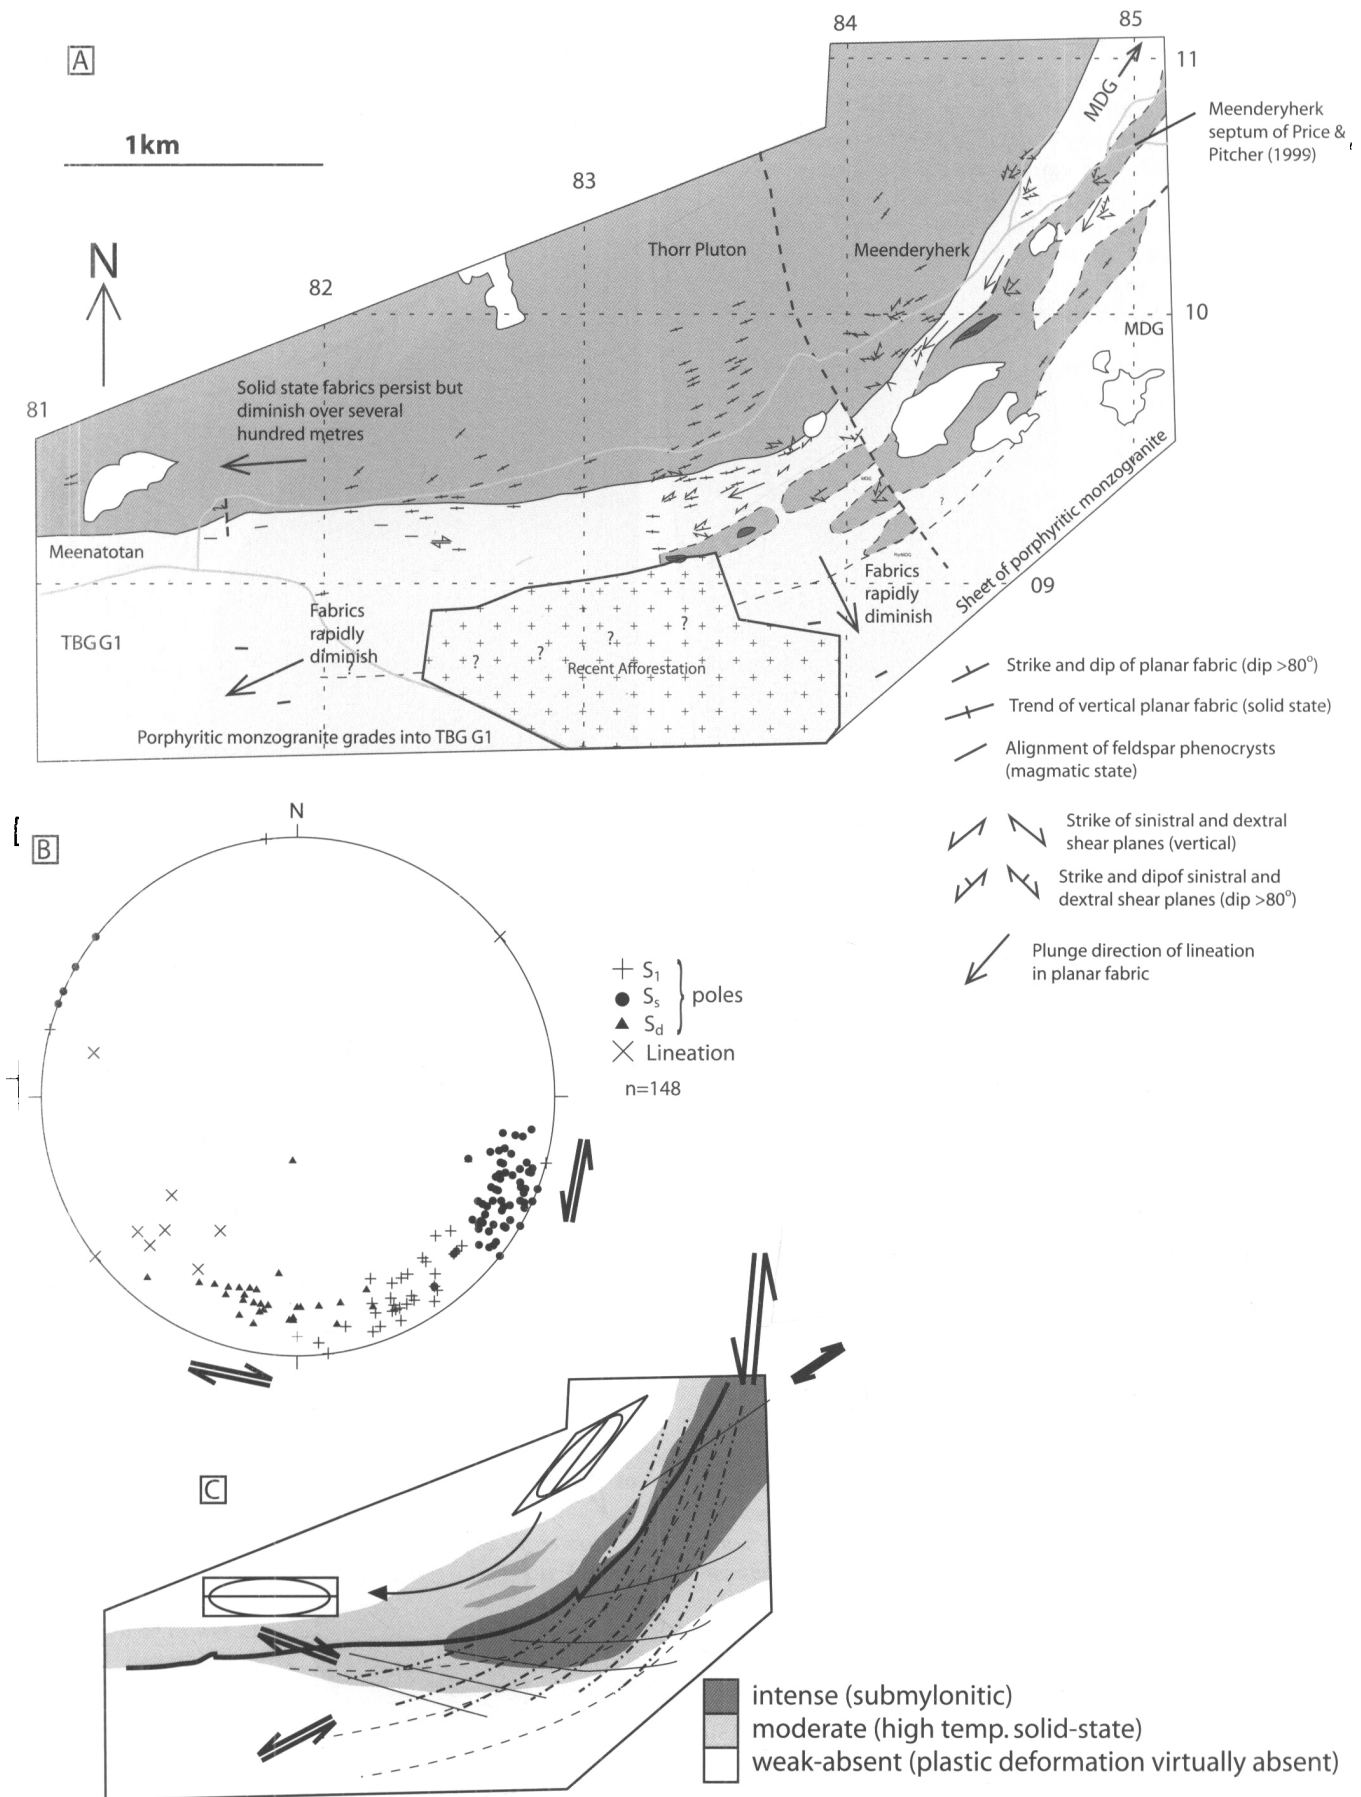 A
84
85
11
MDG
Meenderyherk
septum of Price &
Pitcher (1999)
1km
83
N
Thorr Pluton
Meenderyherk
82
10
MDG
Solid state fabrics persist but
diminish over several
hundred metres
81
Sheet of porphyritic monzogranite
MDG
?
Meenatotan
Fabrics
rapidly
diminish
09
Fabrics
rapidly
diminish
?
TBG G1
?
?
?
?
Recent Afforestation
Porphyritic monzogranite grades into TBG G1
Strike and dip of planar fabric (dip >80°)
Trend of vertical planar fabric (solid state)
Alignment of feldspar phenocrysts
(magmatic state)
Strike of sinistral and dextral
shear planes (vertical)
Strike and dipof sinistral and
dextral shear planes (dip >80°)
Plunge direction of lineation
in planar fabric
B
N
S1
Ss
Sd
poles
Lineation
n=148
C
intense (submylonitic)
moderate (high temp. solid-state)
weak-absent (plastic deformation virtually absent)